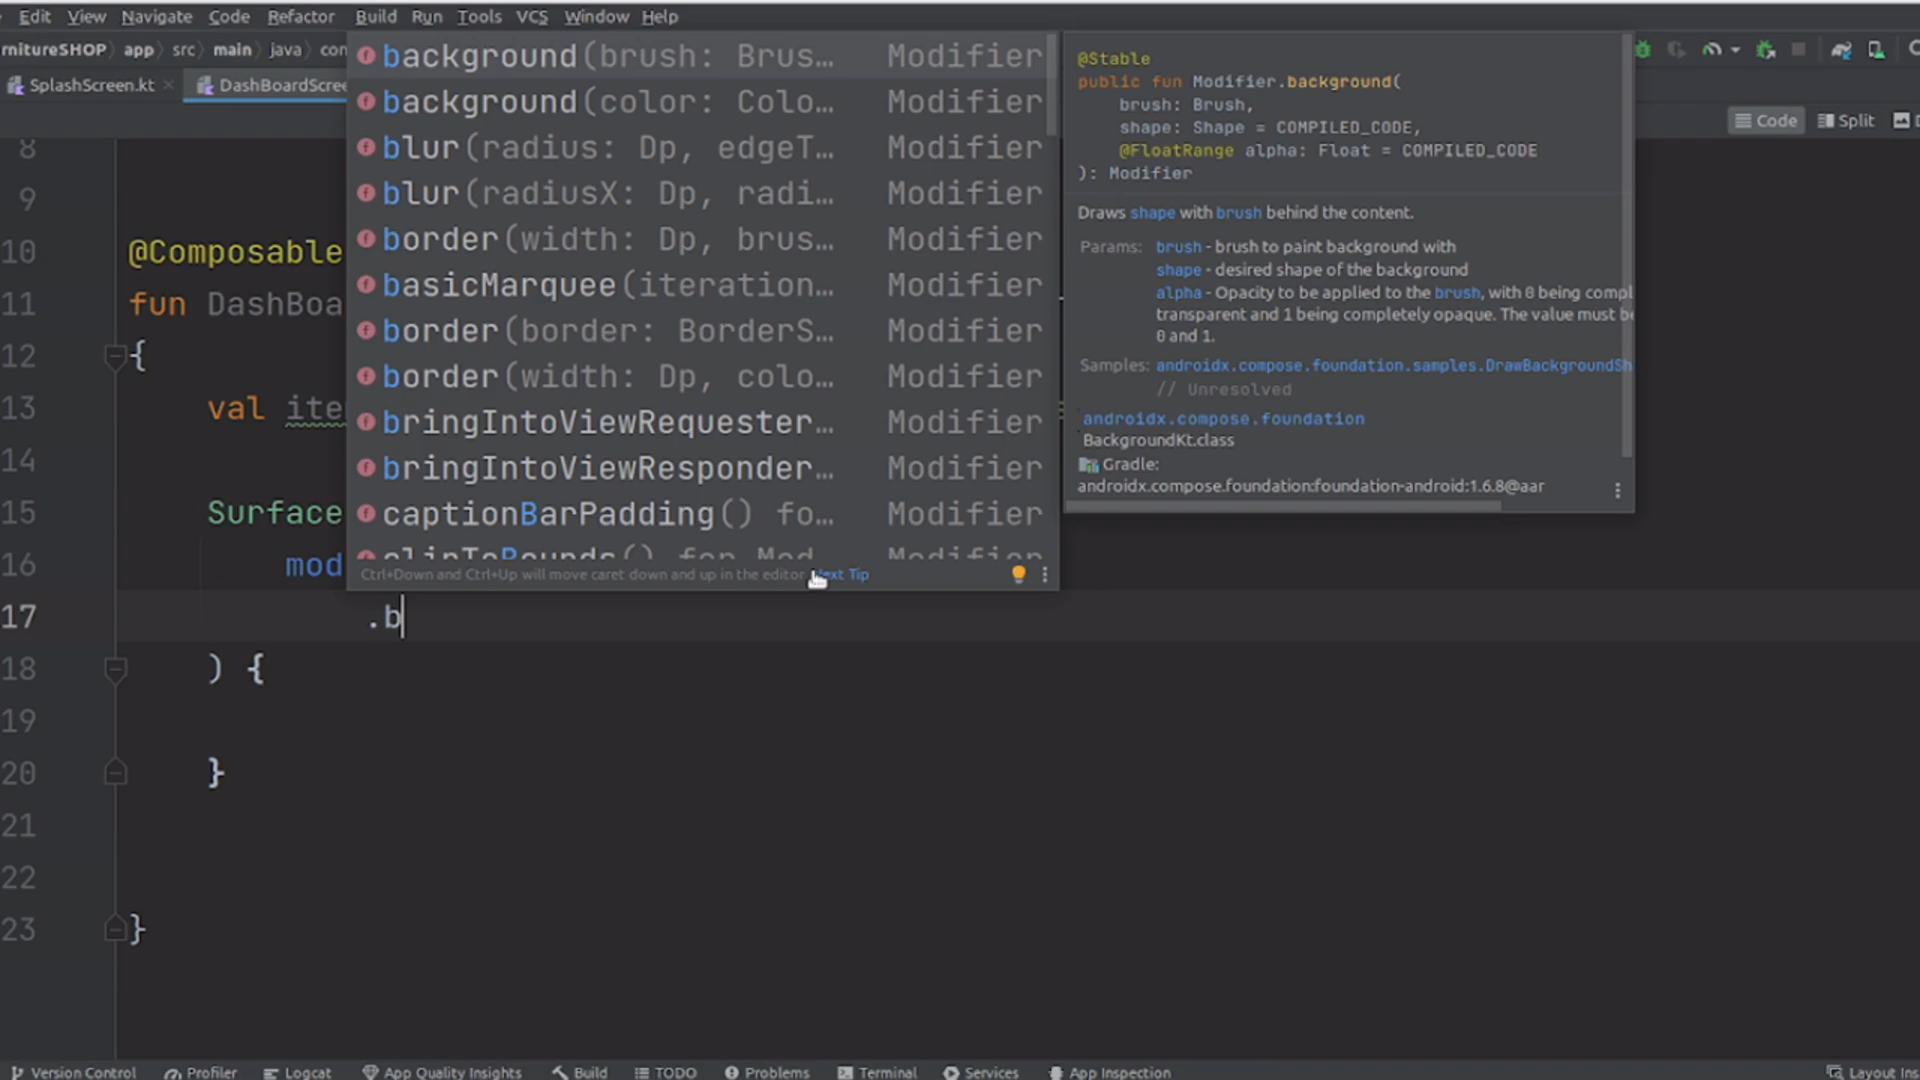 Edit View Navigate Code Refactor Build Run Tools VCS Window Help
rnitureSHOP app src main java con
SplashScreen.kt DashBoardScree
Code Split
8
9
10 @Composable
11 fun DashBoa
12 {
13 val ite
14
15 Surface
16 mod
17 .b
18 ) {
19
20 }
21
22
23 }
background(brush: Brus... Modifier
background(color: Colo... Modifier
blur(radius: Dp, edgeT... Modifier
blur(radiusX: Dp, radi... Modifier
border(width: Dp, brus... Modifier
basicMarquee(iteration... Modifier
border(border: BorderS... Modifier
border(width: Dp, colo... Modifier
bringIntoViewRequester... Modifier
bringIntoViewResponder... Modifier
captionBarPadding() fo... Modifier
clipToBounds() for Mod Modifier
Ctrl+Down and Ctrl+Up will move caret down and up in the editor Next Tip
@Stable
public fun Modifier.background(
brush: Brush,
shape: Shape = COMPILED_CODE,
@FloatRange alpha: Float = COMPILED_CODE
): Modifier
Draws shape with brush behind the content.
Params: brush - brush to paint background with
shape - desired shape of the background
alpha - Opacity to be applied to the brush, with 0 being compl
transparent and 1 being completely opaque. The value must be
0 and 1.
Samples: androidx.compose.foundation.samples.DrawBackgroundSh
// Unresolved
androidx.compose.foundation
BackgroundKt.class
Gradle:
androidx.compose.foundation:foundation-android:1.6.8@aar
Version Control Profiler Logcat App Quality Insights Build TODO Problems Terminal Services App Inspection Layout Ins